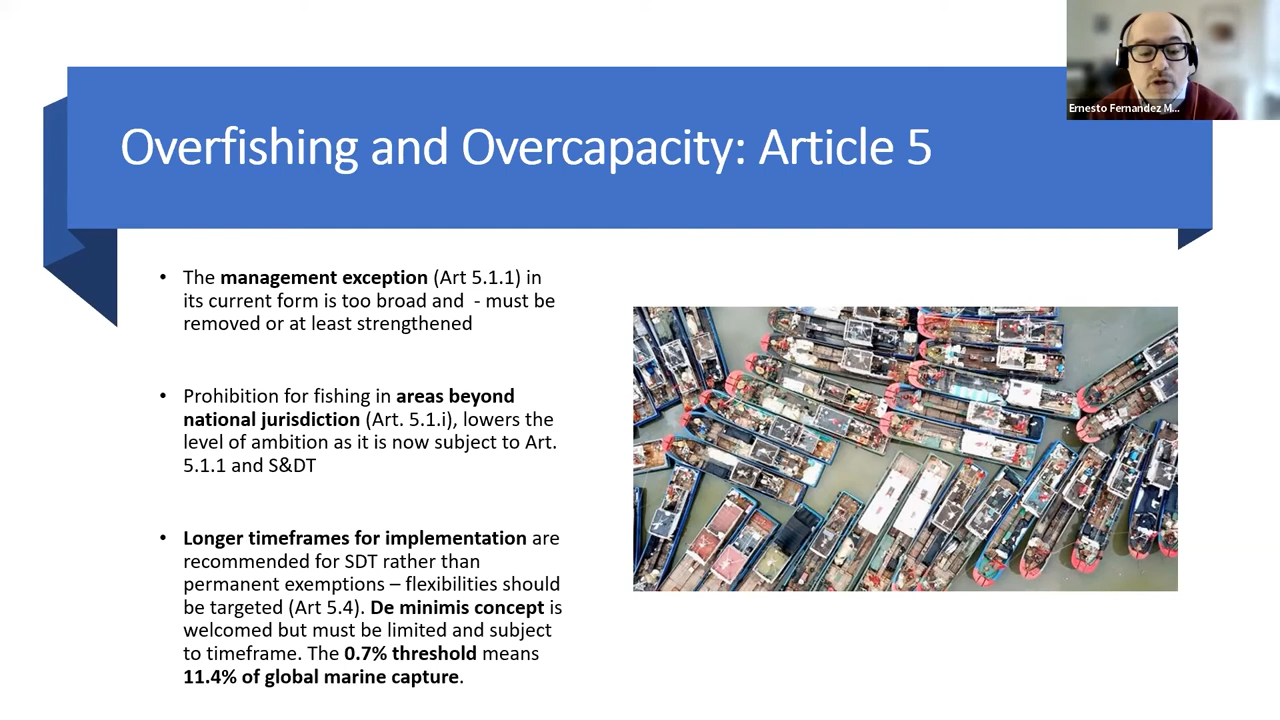 Ernesto Fernandez M...
Overfishing and Overcapacity: Article 5
• The management exception (Art 5.1.1) in
its current form is too broad and  - must be
removed or at least strengthened
• Prohibition for fishing in areas beyond
national jurisdiction (Art. 5.1.i), lowers the
level of ambition as it is now subject to Art.
5.1.1 and S&DT
• Longer timeframes for implementation are
recommended for SDT rather than
permanent exemptions – flexibilities should
be targeted (Art 5.4). De minimis concept is
welcomed but must be limited and subject
to timeframe. The 0.7% threshold means
11.4% of global marine capture.